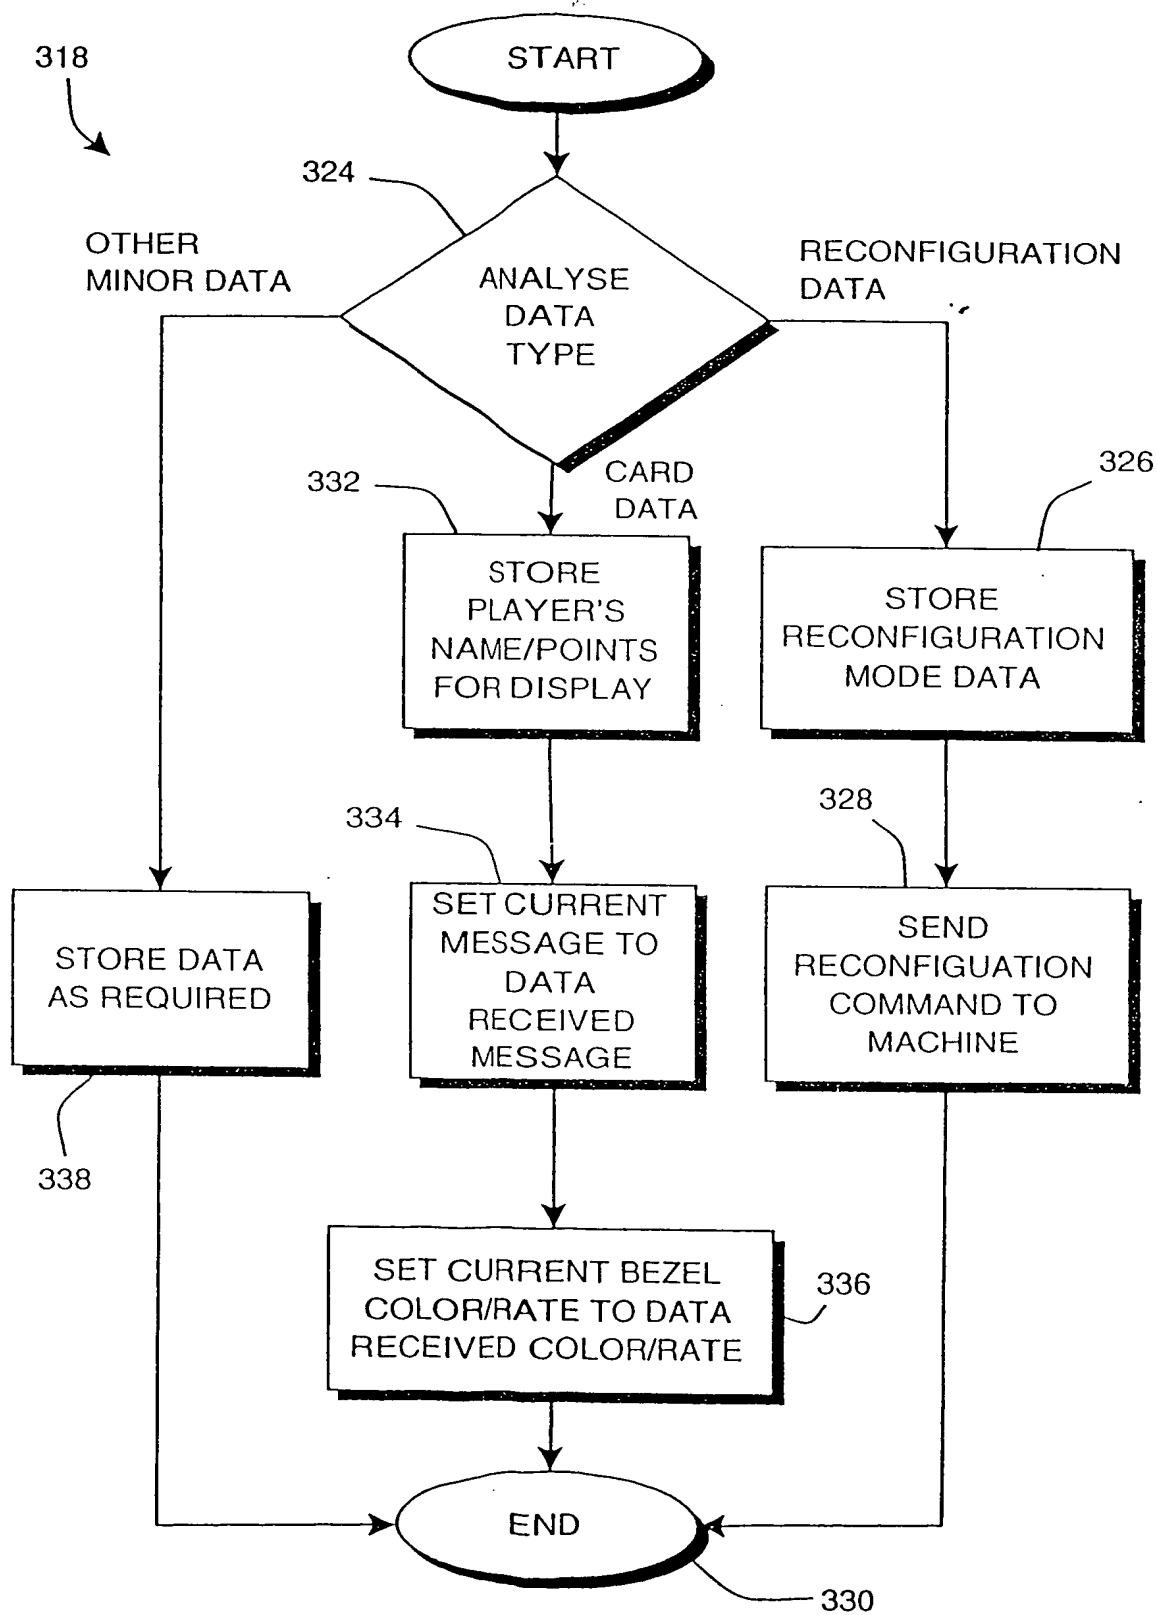 318
START
324
OTHER
MINOR DATA
ANALYSE
DATA
TYPE
RECONFIGURATION
DATA
332
CARD
DATA
326
STORE
PLAYER'S
NAME/POINTS
FOR DISPLAY
STORE
RECONFIGURATION
MODE DATA
334
328
STORE DATA
AS REQUIRED
SET CURRENT
MESSAGE TO
DATA
RECEIVED
MESSAGE
SEND
RECONFIGUATION
COMMAND TO
MACHINE
338
SET CURRENT BEZEL
COLOR/RATE TO DATA
RECEIVED COLOR/RATE
336
END
330